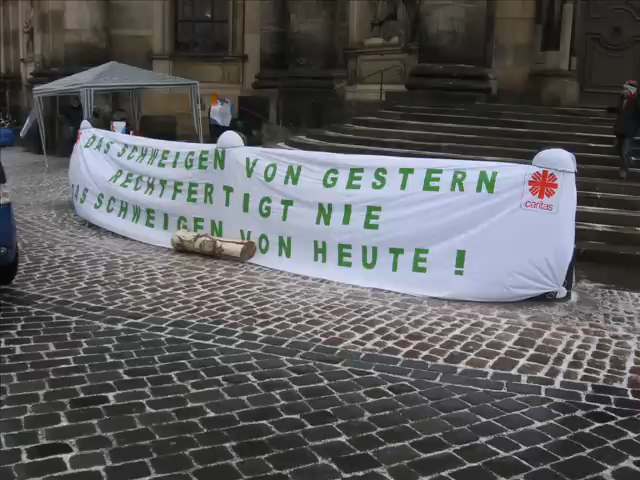 DAS SCHWEIGEN VON GESTERN
RECHTFERTIGT NIE
DAS SCHWEIGEN VON HEUTE !
caritas